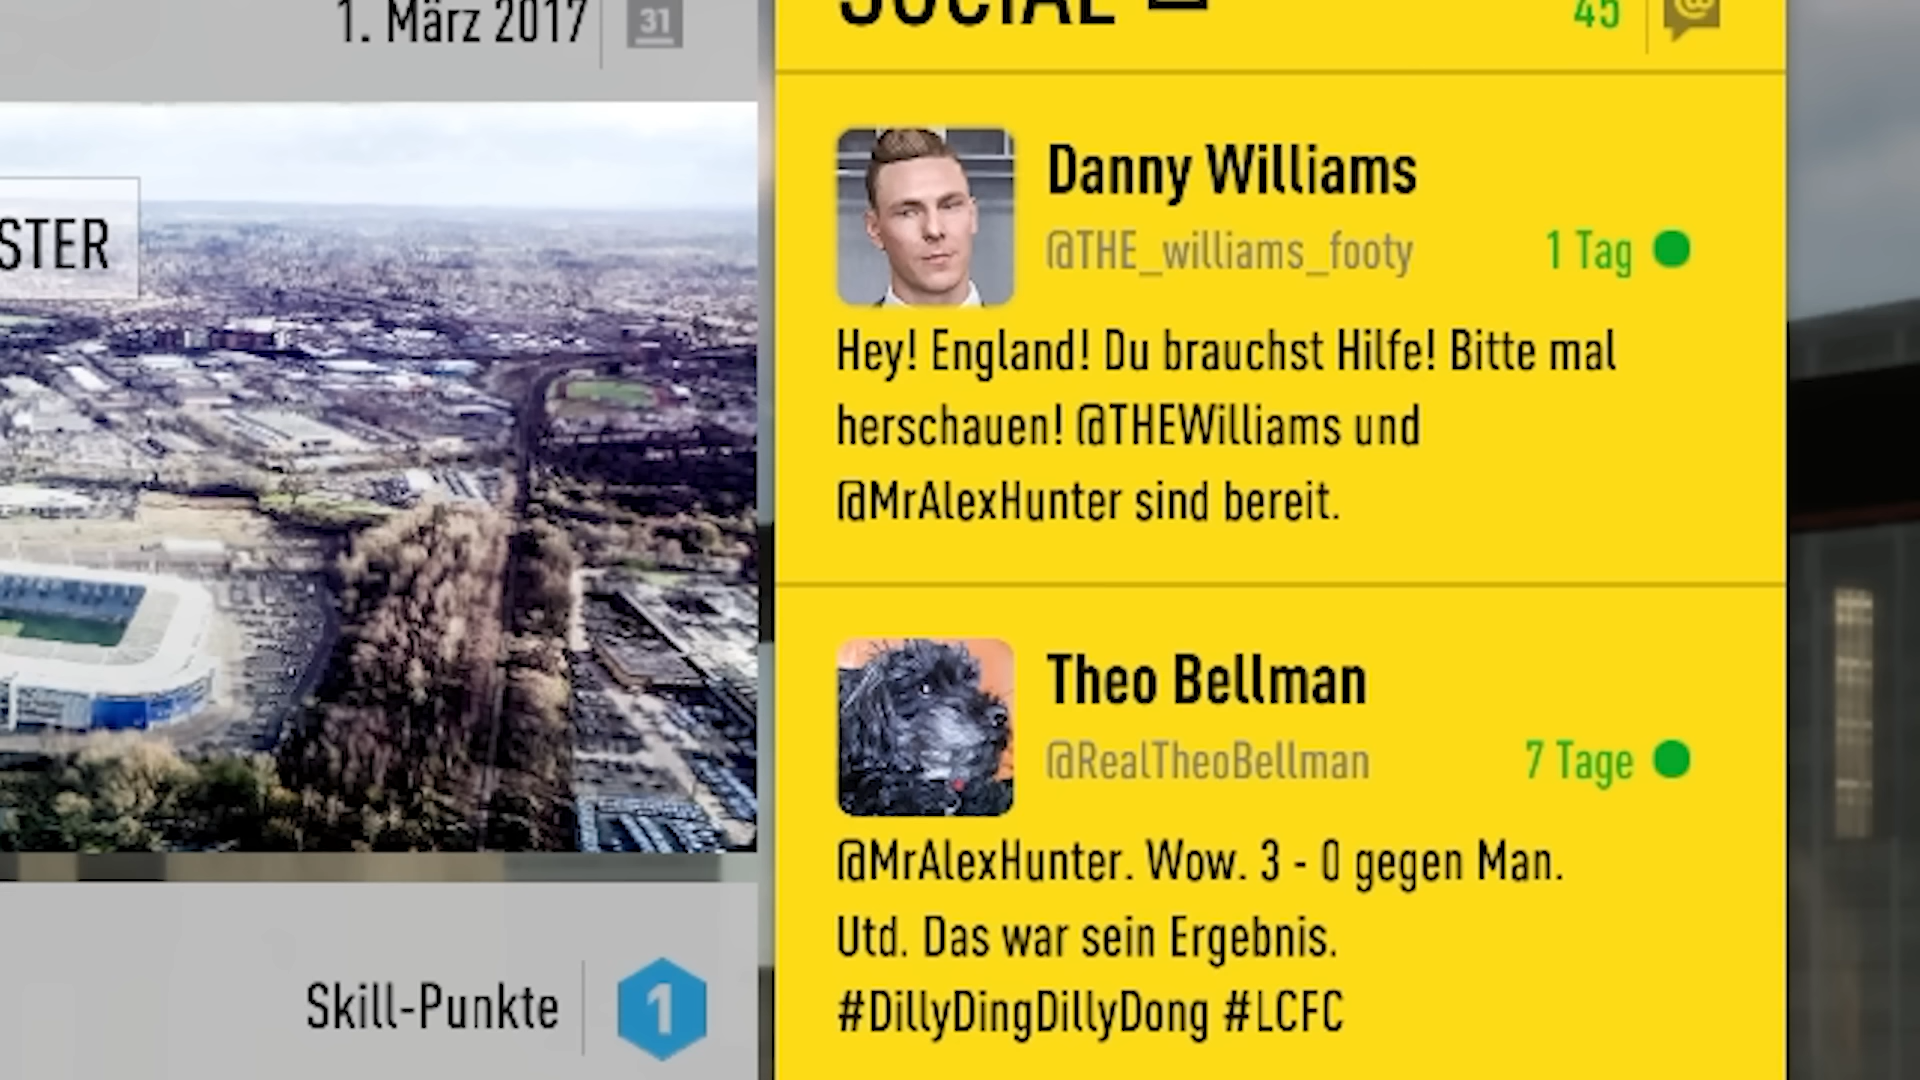 1. März 2017
31
STER
Skill-Punkte
1
SOCIAL
45
Danny Williams
@THE_williams_footy
1 Tag
Hey! England! Du brauchst Hilfe! Bitte mal
herschauen! @THEWilliams und
@MrAlexHunter sind bereit.
Theo Bellman
@RealTheoBellman
7 Tage
@MrAlexHunter. Wow. 3 - 0 gegen Man.
Utd. Das war sein Ergebnis.
#DillyDingDillyDong #LCFC